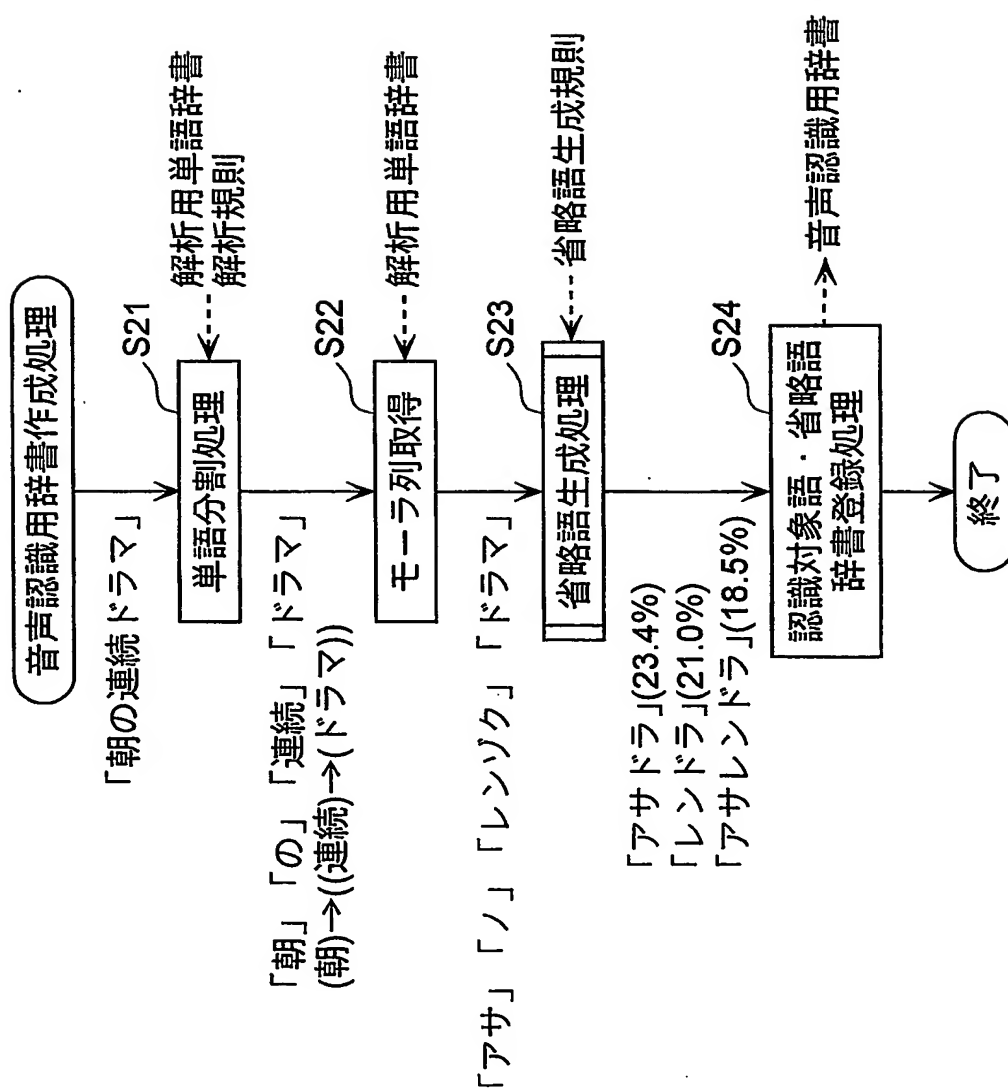 音声認識用辞書作成処理
「朝の連続ドラマ」
S21
単語分割処理
解析用単語辞書
解析規則
「朝」「の」「連続」「ドラマ」
(朝)→((連続)→(ドラマ))
S22
モーラ列取得
解析用単語辞書
「アサ」「ノ」「レンゾク」「ドラマ」
S23
省略語生成処理
省略語生成規則
「アサドラ」(23.4%)
「レンドラ」(21.0%)
「アサレンドラ」(18.5%)
S24
認識対象語・省略語
辞書登録処理
音声認識用辞書
終了